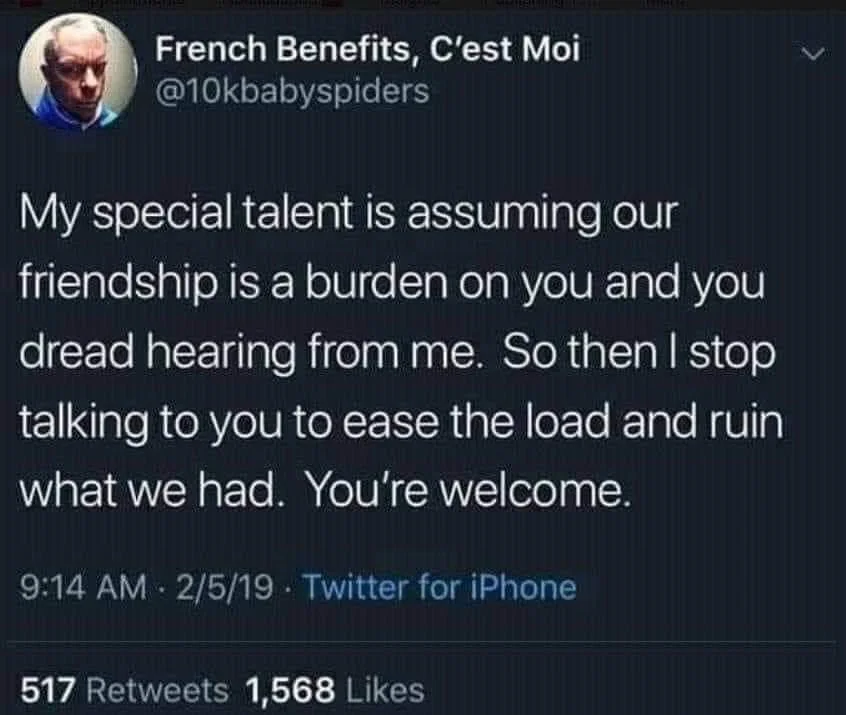 French Benefits, C'est Moi
@10kbabyspiders
My special talent is assuming our
friendship is a burden on you and you
dread hearing from me. So then I stop
talking to you to ease the load and ruin
what we had. You're welcome.
9:14 AM · 2/5/19 · Twitter for iPhone
517 Retweets 1,568 Likes